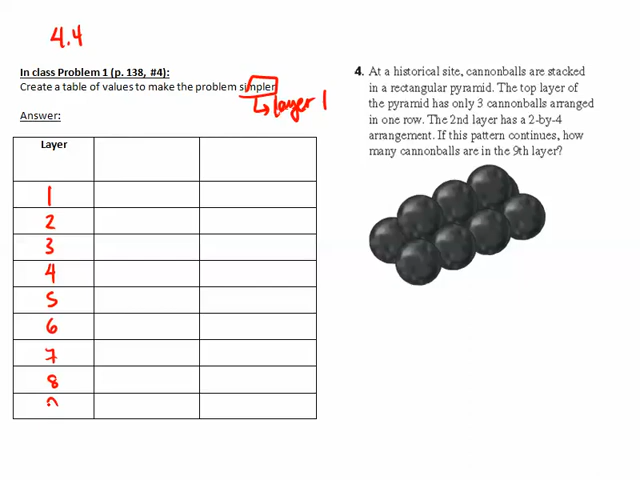 4.4
In class Problem 1 (p. 138, #4):
Create a table of values to make the problem simpler.
↳ layer 1
Answer:
Layer
1
2
3
4
5
6
7
8
4. At a historical site, cannonballs are stacked
in a rectangular pyramid. The top layer of
the pyramid has only 3 cannonballs arranged
in one row. The 2nd layer has a 2-by-4
arrangement. If this pattern continues, how
many cannonballs are in the 9th layer?